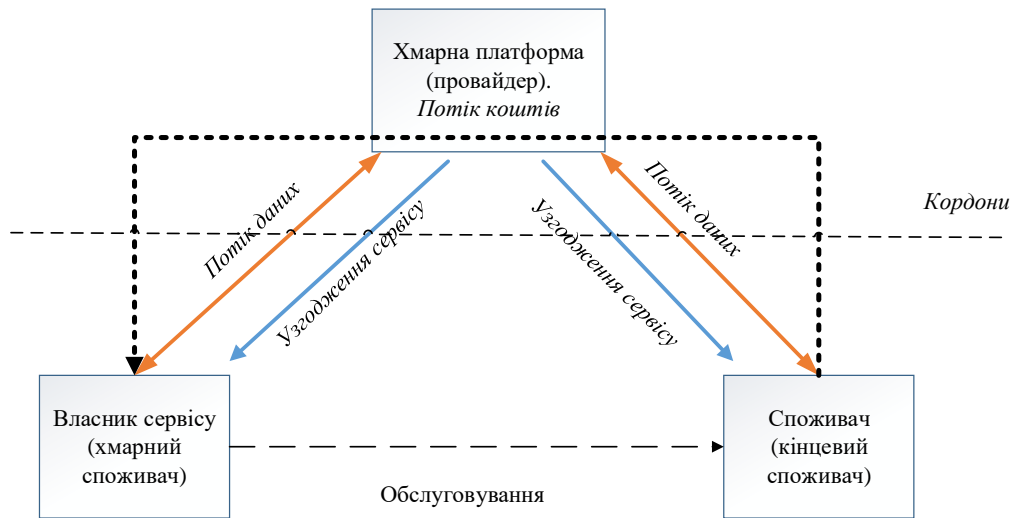 Хмарна платформа
(провайдер).
Потік коштів
Потік даних
Узгодження сервісу
Узгодження сервісу
Потік даних
Кордони
Власник сервісу
(хмарний
споживач)
Обслуговування
Споживач
(кінцевий
споживач)